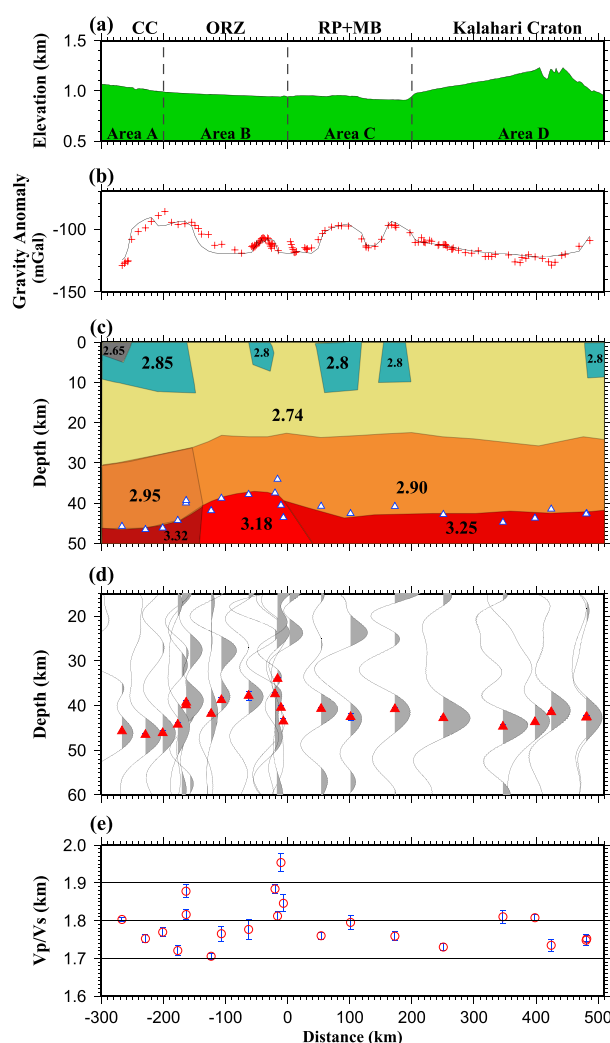 (a) CC ORZ RP+MB Kalahari Craton
1.5
1.0
0.5
Elevation (km)
Area A Area B Area C Area D
(b)
-100
-150
Gravity Anomaly
(mGal)
(c)
0
10
20
30
40
50
Depth (km)
2.65 2.85 2.8 2.8 2.8 2.8
2.74
2.95 2.90
3.32 3.18 3.25
(d)
20
30
40
50
60
Depth (km)
(e)
2.0
1.9
1.8
1.7
1.6
Vp/Vs (km)
-300 -200 -100 0 100 200 300 400 500
Distance (km)